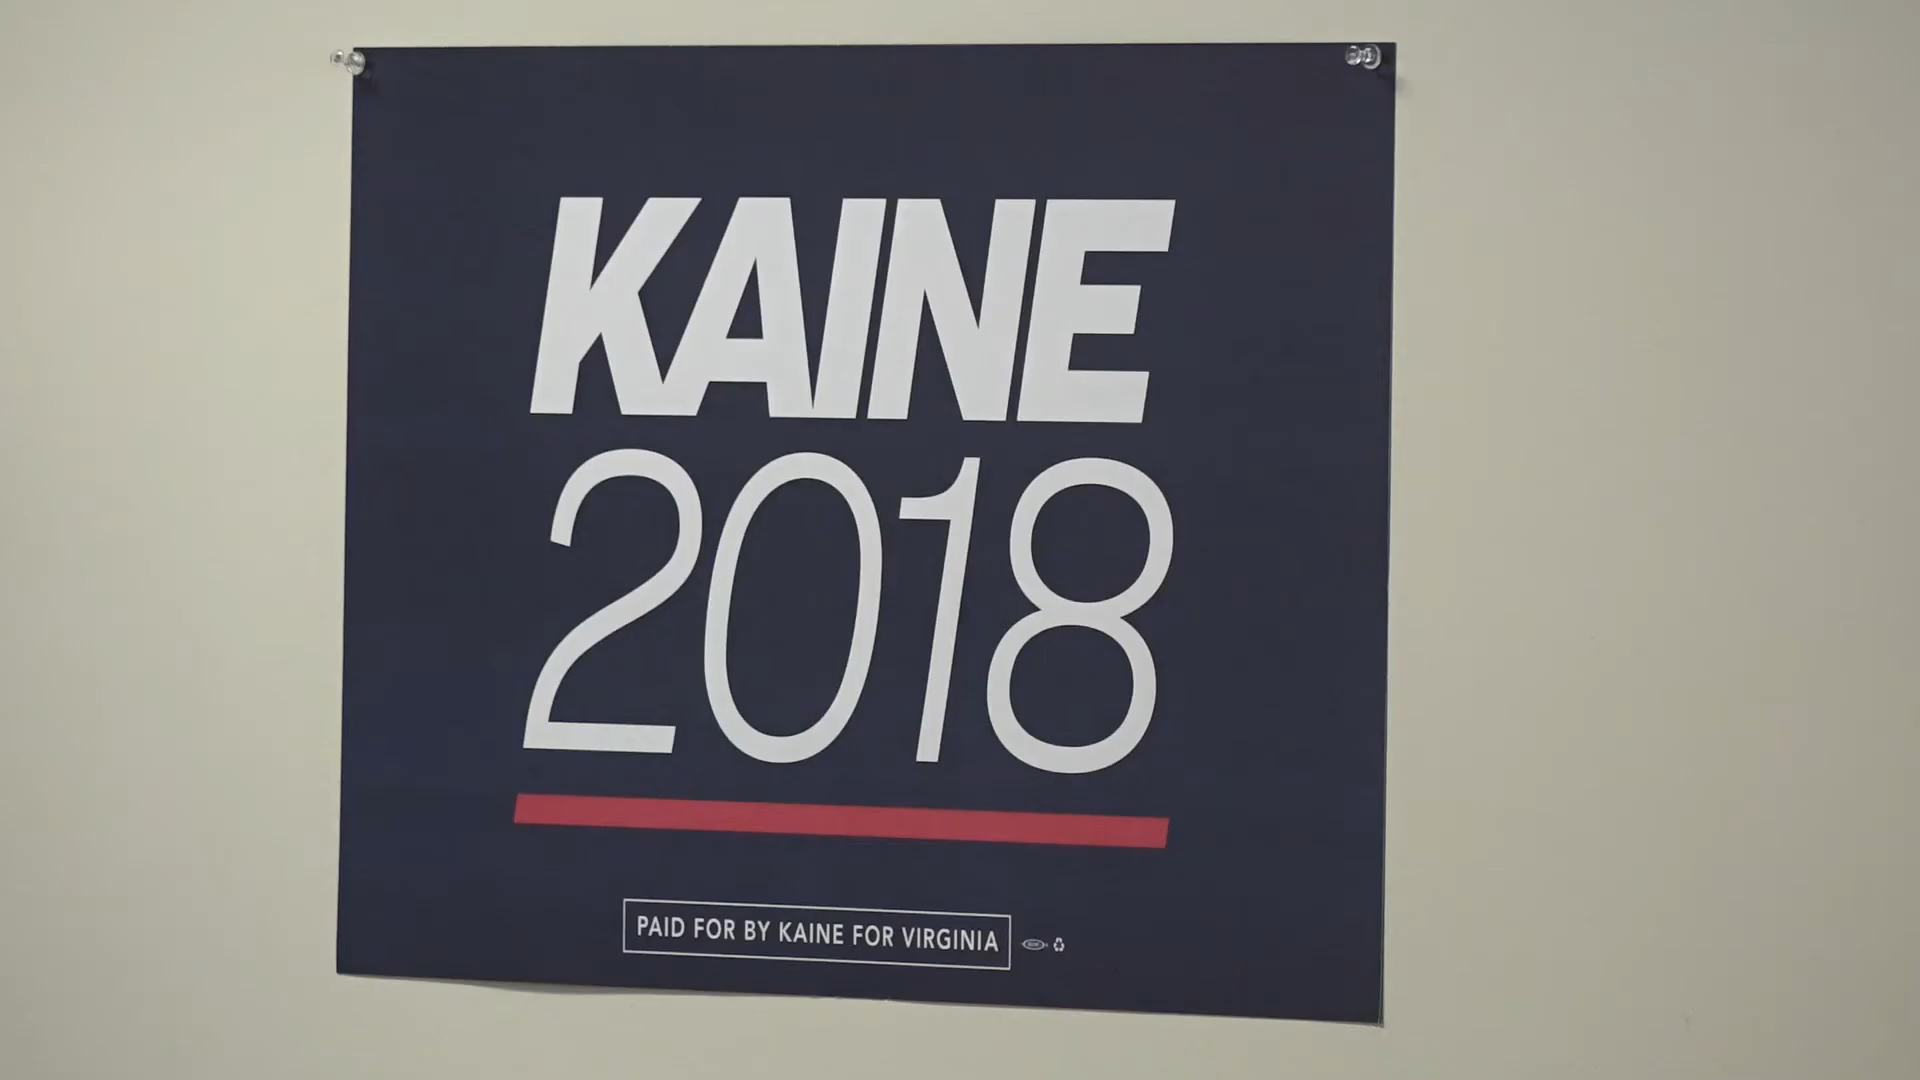 KAINE
2018
PAID FOR BY KAINE FOR VIRGINIA